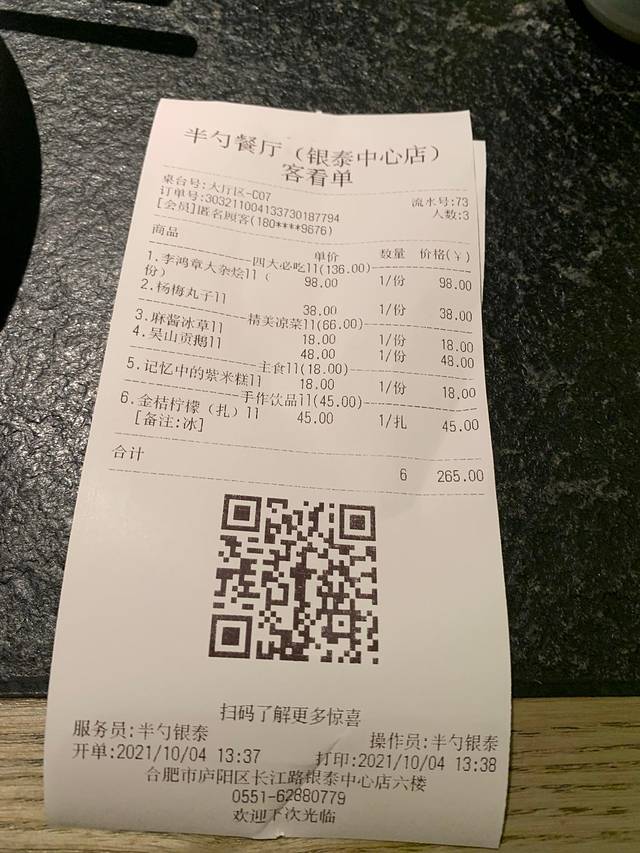 半勺餐厅（银泰中心店）
客看单
桌台号:大厅区-C07 流水号:73
订单号:303211004133730187794 人数:3
[会员]匿名顾客(180****9676)
商品 单价 数量 价格(￥)
四大必吃11(136.00)
1.李鸿章大杂烩11（ 98.00 1/份 98.00
份）
2.杨梅丸子11 38.00 1/份 38.00
精美凉菜11(66.00)
3.麻酱冰草11 18.00 1/份 18.00
4.吴山贡鹅11 48.00 1/份 48.00
主食11(18.00)
5.记忆中的紫米糕11 18.00 1/份 18.00
手作饮品11(45.00)
6.金桔柠檬（扎）11 45.00 1/扎 45.00
[备注:冰]
合计 6 265.00
扫码了解更多惊喜
服务员:半勺银泰 操作员:半勺银泰
开单:2021/10/04 13:37 打印:2021/10/04 13:38
合肥市庐阳区长江路银泰中心店六楼
0551-62880779
欢迎下次光临